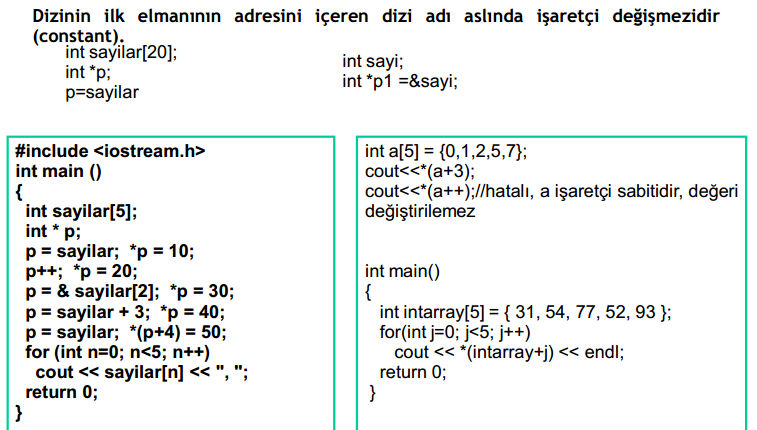 Dizinin ilk elmanının adresini içeren dizi adı aslında işaretçi değişmezidir
(constant).
int sayilar[20];
int *p;
p=sayilar
int sayi;
int *p1 =&sayi;
#include <iostream.h>
int main ()
{
int sayilar[5];
int * p;
p = sayilar; *p = 10;
p++; *p = 20;
p = & sayilar[2]; *p = 30;
p = sayilar + 3; *p = 40;
p = sayilar; *(p+4) = 50;
for (int n=0; n<5; n++)
cout << sayilar[n] << ", ";
return 0;
}
int a[5] = {0,1,2,5,7};
cout<<*(a+3);
cout<<*(a++);//hatalı, a işaretçi sabitidir, değeri
değiştirilemez
int main()
{
int intarray[5] = { 31, 54, 77, 52, 93 };
for(int j=0; j<5; j++)
cout << *(intarray+j) << endl;
return 0;
}